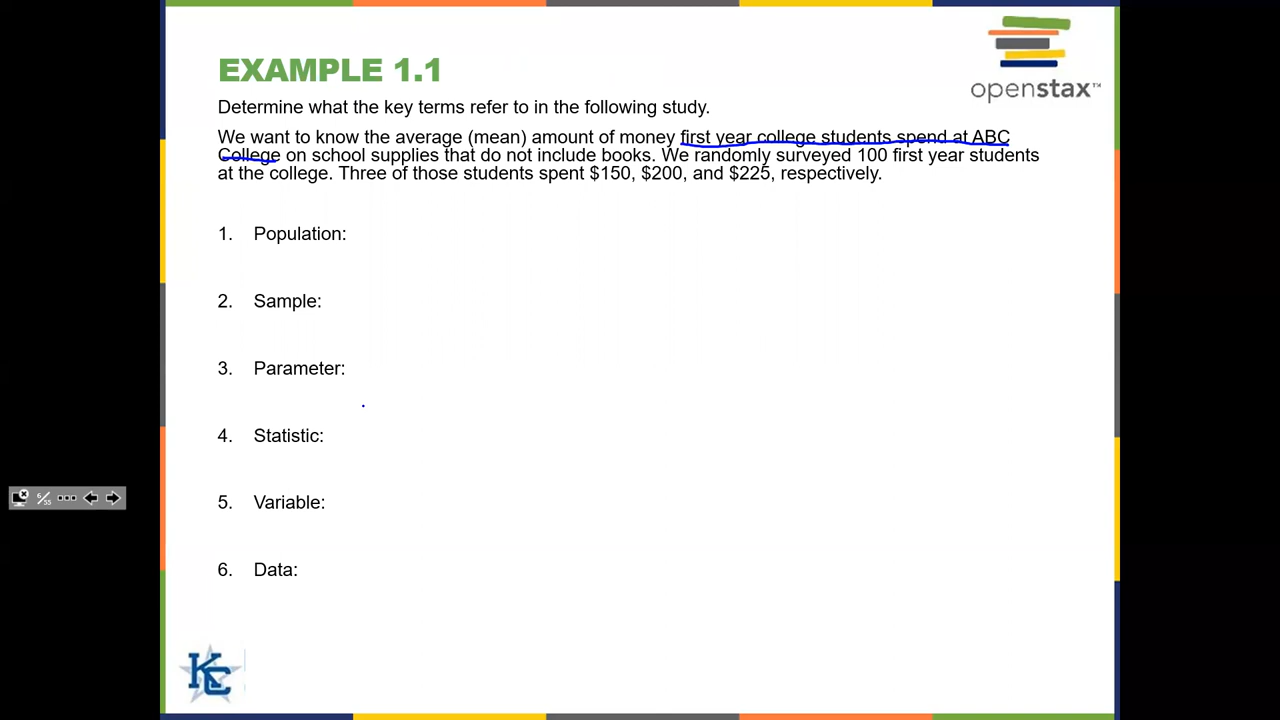 openstax™
EXAMPLE 1.1
Determine what the key terms refer to in the following study.
We want to know the average (mean) amount of money first year college students spend at ABC
College on school supplies that do not include books. We randomly surveyed 100 first year students
at the college. Three of those students spent $150, $200, and $225, respectively.
1. Population:
2. Sample:
3. Parameter:
4. Statistic:
5. Variable:
6. Data:
6/55
KC